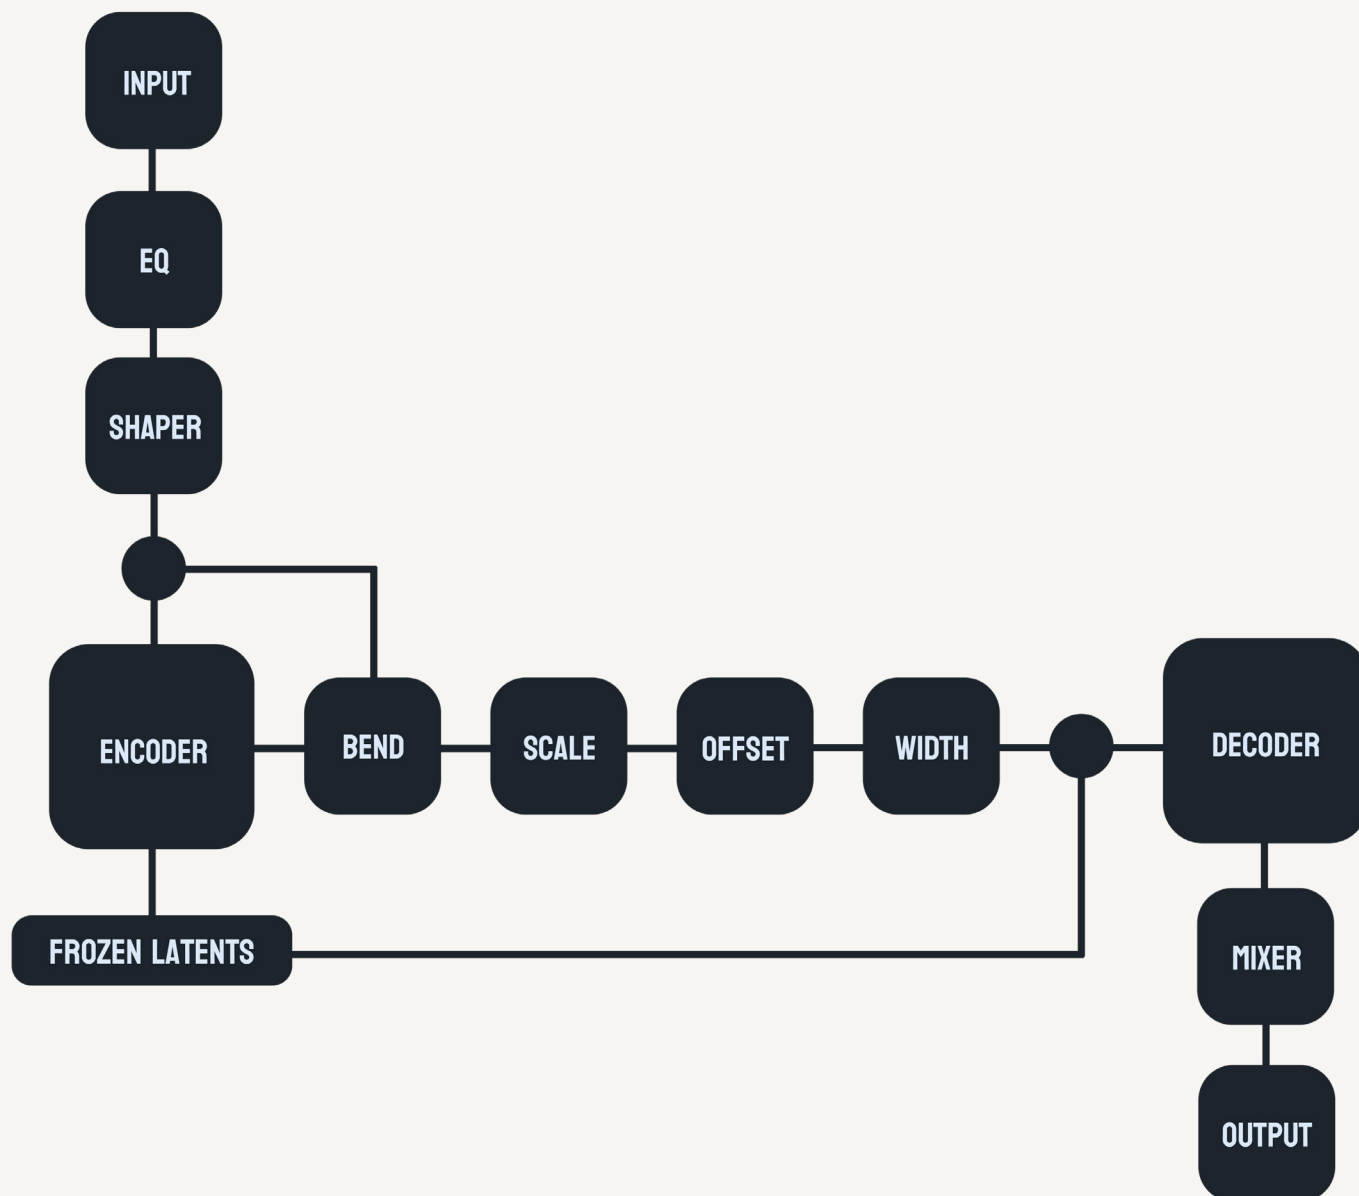 INPUT
EQ
SHAPER
ENCODER
BEND
SCALE
OFFSET
WIDTH
DECODER
FROZEN LATENTS
MIXER
OUTPUT